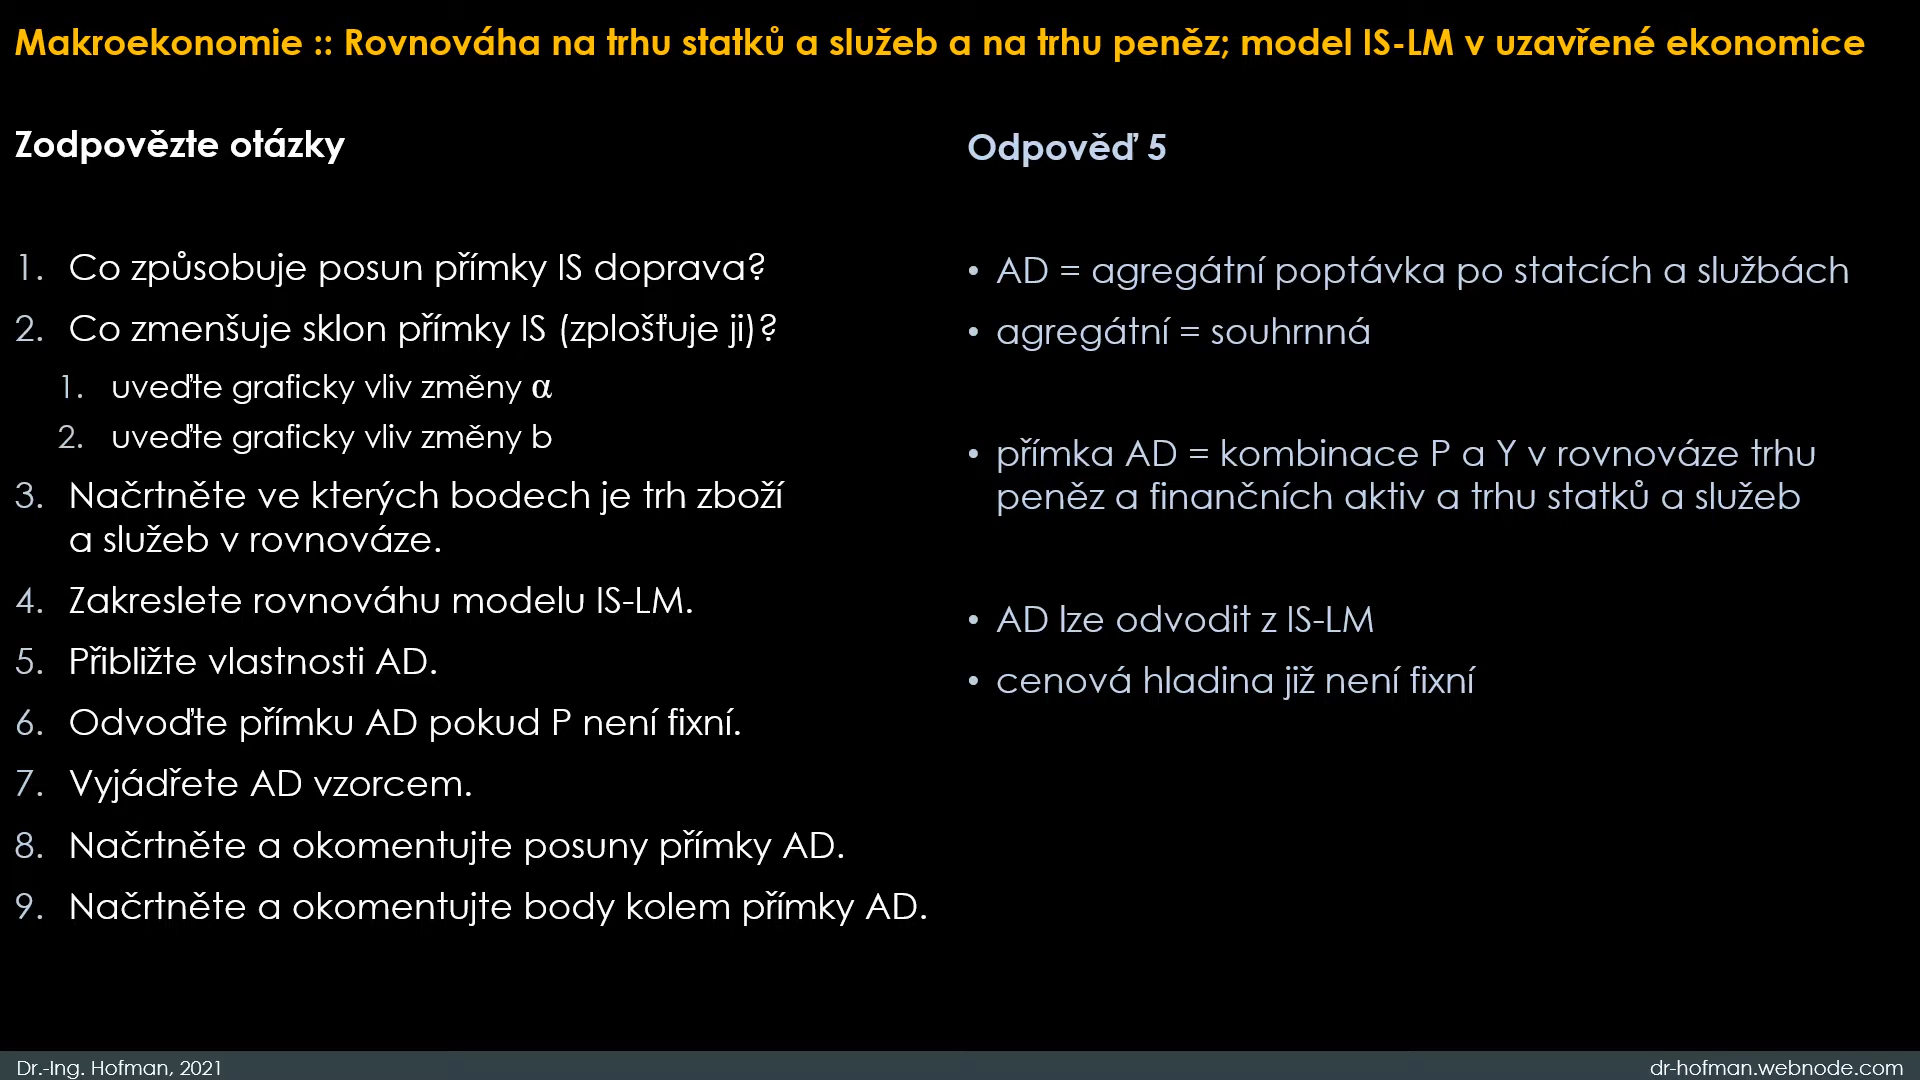 Makroekonomie :: Rovnováha na trhu statků a služeb a na trhu peněz; model IS-LM v uzavřené ekonomice
Zodpovězte otázky
1. Co způsobuje posun přímky IS doprava?
2. Co zmenšuje sklon přímky IS (zplošťuje ji)?
1. uveďte graficky vliv změny α
2. uveďte graficky vliv změny b
3. Načrtněte ve kterých bodech je trh zboží
a služeb v rovnováze.
4. Zakreslete rovnováhu modelu IS-LM.
5. Přibližte vlastnosti AD.
6. Odvoďte přímku AD pokud P není fixní.
7. Vyjádřete AD vzorcem.
8. Načrtněte a okomentujte posuny přímky AD.
9. Načrtněte a okomentujte body kolem přímky AD.
Odpověď 5
• AD = agregátní poptávka po statcích a službách
• agregátní = souhrnná
• přímka AD = kombinace P a Y v rovnováze trhu
peněz a finančních aktiv a trhu statků a služeb
• AD lze odvodit z IS-LM
• cenová hladina již není fixní
Dr.-Ing. Hofman, 2021
dr-hofman.webnode.com